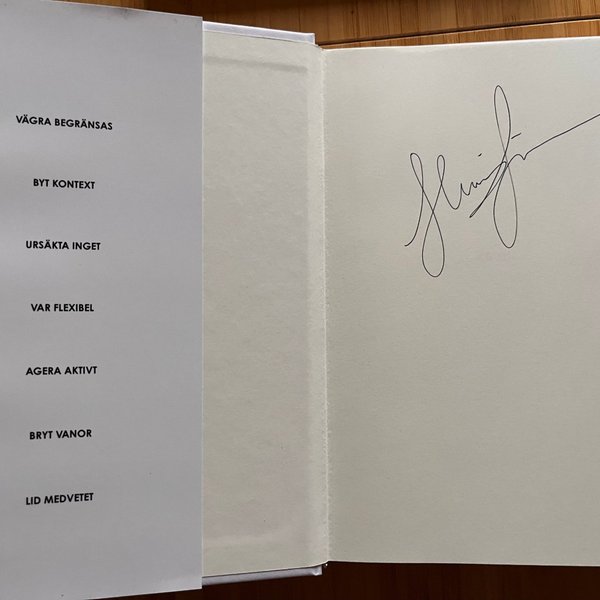 VÄGRA BEGRÄNSAS
BYT KONTEXT
URSÄKTA INGET
VAR FLEXIBEL
AGERA AKTIVT
BRYT VANOR
LID MEDVETET